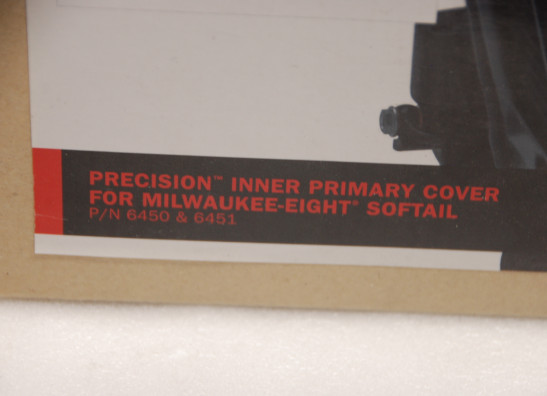 PRECISION™ INNER PRIMARY COVER
FOR MILWAUKEE-EIGHT® SOFTAIL
P/N 6450 & 6451